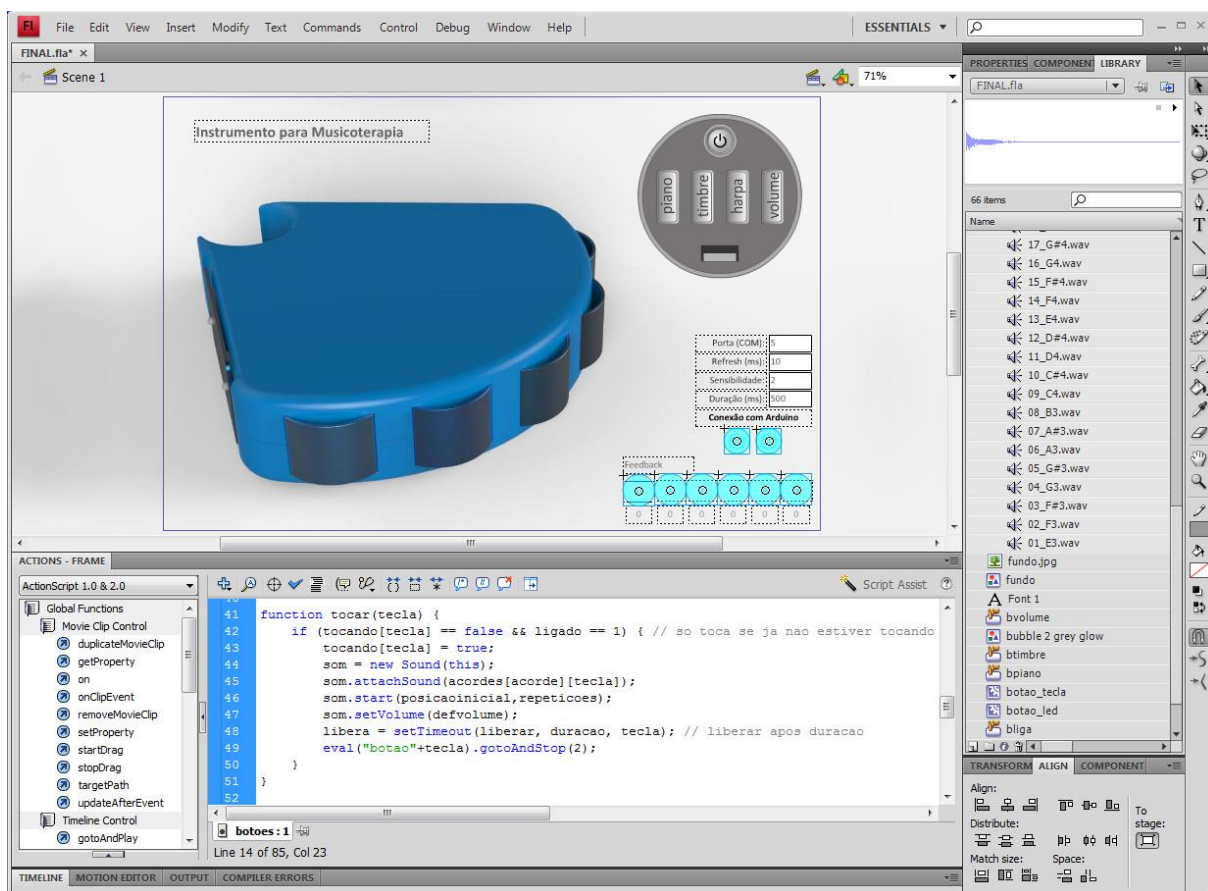 Fl File Edit View Insert Modify Text Commands Control Debug Window Help ESSENTIALS
FINAL.fla* ×
Scene 1
71%
Instrumento para Musicoterapia
piano
timbre
harpa
volume
Porta (COM): 5
Refresh (ms): 10
Sensibilidade: 2
Duração (ms): 500
Conexão com Arduino
Feedback
0 0 0 0 0 0
PROPERTIES COMPONENT LIBRARY
FINAL.fla
66 items
Name
17_G#4.wav
16_G4.wav
15_F#4.wav
14_F4.wav
13_E4.wav
12_D#4.wav
11_D4.wav
10_C#4.wav
09_C4.wav
08_B3.wav
07_A#3.wav
06_A3.wav
05_G#3.wav
04_G3.wav
03_F#3.wav
02_F3.wav
01_E3.wav
fundo.jpg
fundo
A Font 1
bvolume
bubble 2 grey glow
btimbre
bpiano
botao_tecla
botao_led
bliga
TRANSFORM ALIGN COMPONENT
Align:
Distribute:
Match size: Space:
To
stage:
ACTIONS - FRAME
ActionScript 1.0 & 2.0
Script Assist
Global Functions
Movie Clip Control
duplicateMovieClip
getProperty
on
onClipEvent
removeMovieClip
setProperty
startDrag
stopDrag
targetPath
updateAfterEvent
Timeline Control
gotoAndPlay
41 function tocar(tecla) {
42 if (tocando[tecla] == false && ligado == 1) { // so toca se ja nao estiver tocando
43 tocando[tecla] = true;
44 som = new Sound(this);
45 som.attachSound(acordes[acorde][tecla]);
46 som.start(posicaoinicial,repeticoes);
47 som.setVolume(defvolume);
48 libera = setTimeout(liberar, duracao, tecla); // liberar apos duracao
49 eval("botao"+tecla).gotoAndStop(2);
50 }
51 }
52
botoes : 1
Line 14 of 85, Col 23
TIMELINE MOTION EDITOR OUTPUT COMPILER ERRORS